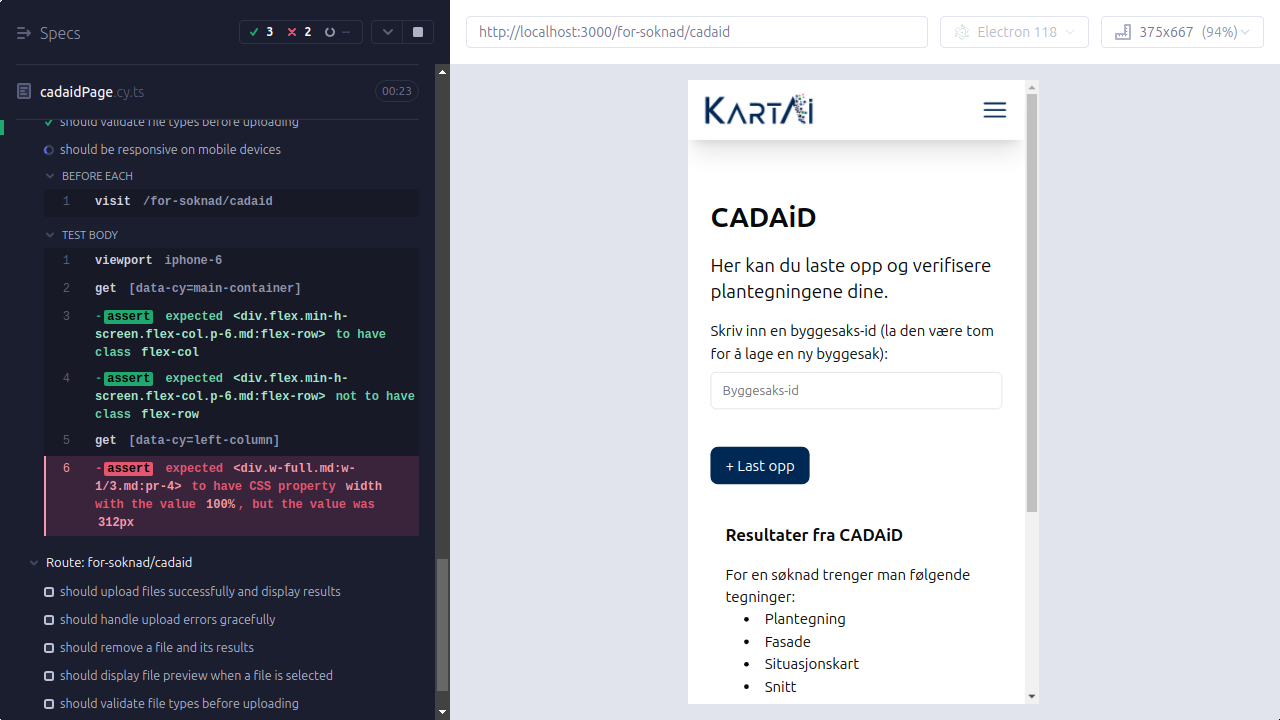 Specs
3
2
--
http://localhost:3000/for-soknad/cadaid
Electron 118
375x667 (94%)
cadaidPage.cy.ts
00:23
should validate file types before uploading
should be responsive on mobile devices
BEFORE EACH
1 visit /for-soknad/cadaid
TEST BODY
1 viewport iphone-6
2 get [data-cy=main-container]
3 -assert expected <div.flex.min-h-
screen.flex-col.p-6.md:flex-row> to have
class flex-col
4 -assert expected <div.flex.min-h-
screen.flex-col.p-6.md:flex-row> not to have
class flex-row
5 get [data-cy=left-column]
6 -assert expected <div.w-full.md:w-
1/3.md:pr-4> to have CSS property width
with the value 100%, but the value was
312px
Route: for-soknad/cadaid
should upload files successfully and display results
should handle upload errors gracefully
should remove a file and its results
should display file preview when a file is selected
should validate file types before uploading
KARTAI
CADAiD
Her kan du laste opp og verifisere
plantegningene dine.
Skriv inn en byggesaks-id (la den være tom
for å lage en ny byggesak):
Byggesaks-id
+ Last opp
Resultater fra CADAiD
For en søknad trenger man følgende
tegninger:
• Plantegning
• Fasade
• Situasjonskart
• Snitt